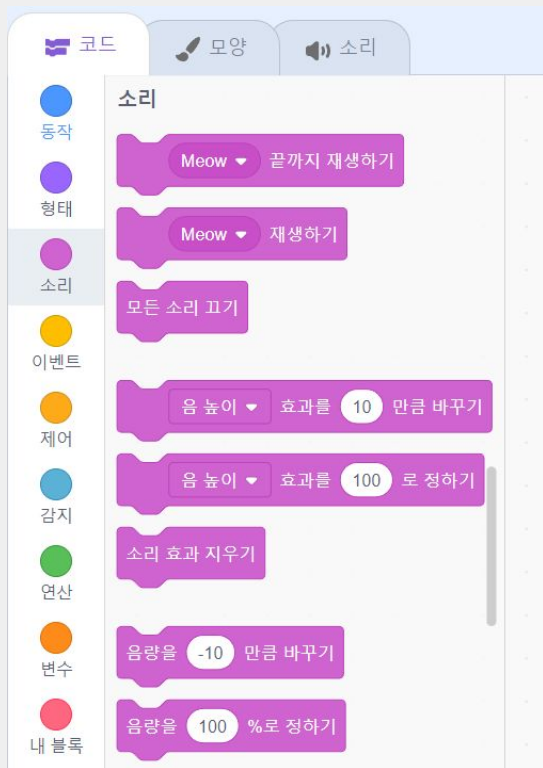 코드
모양
소리
동작
형태
소리
이벤트
제어
감지
연산
변수
내 블록
소리
Meow 끝까지 재생하기
Meow 재생하기
모든 소리 끄기
음 높이 효과를 10 만큼 바꾸기
음 높이 효과를 100 로 정하기
소리 효과 지우기
음량을 -10 만큼 바꾸기
음량을 100 %로 정하기